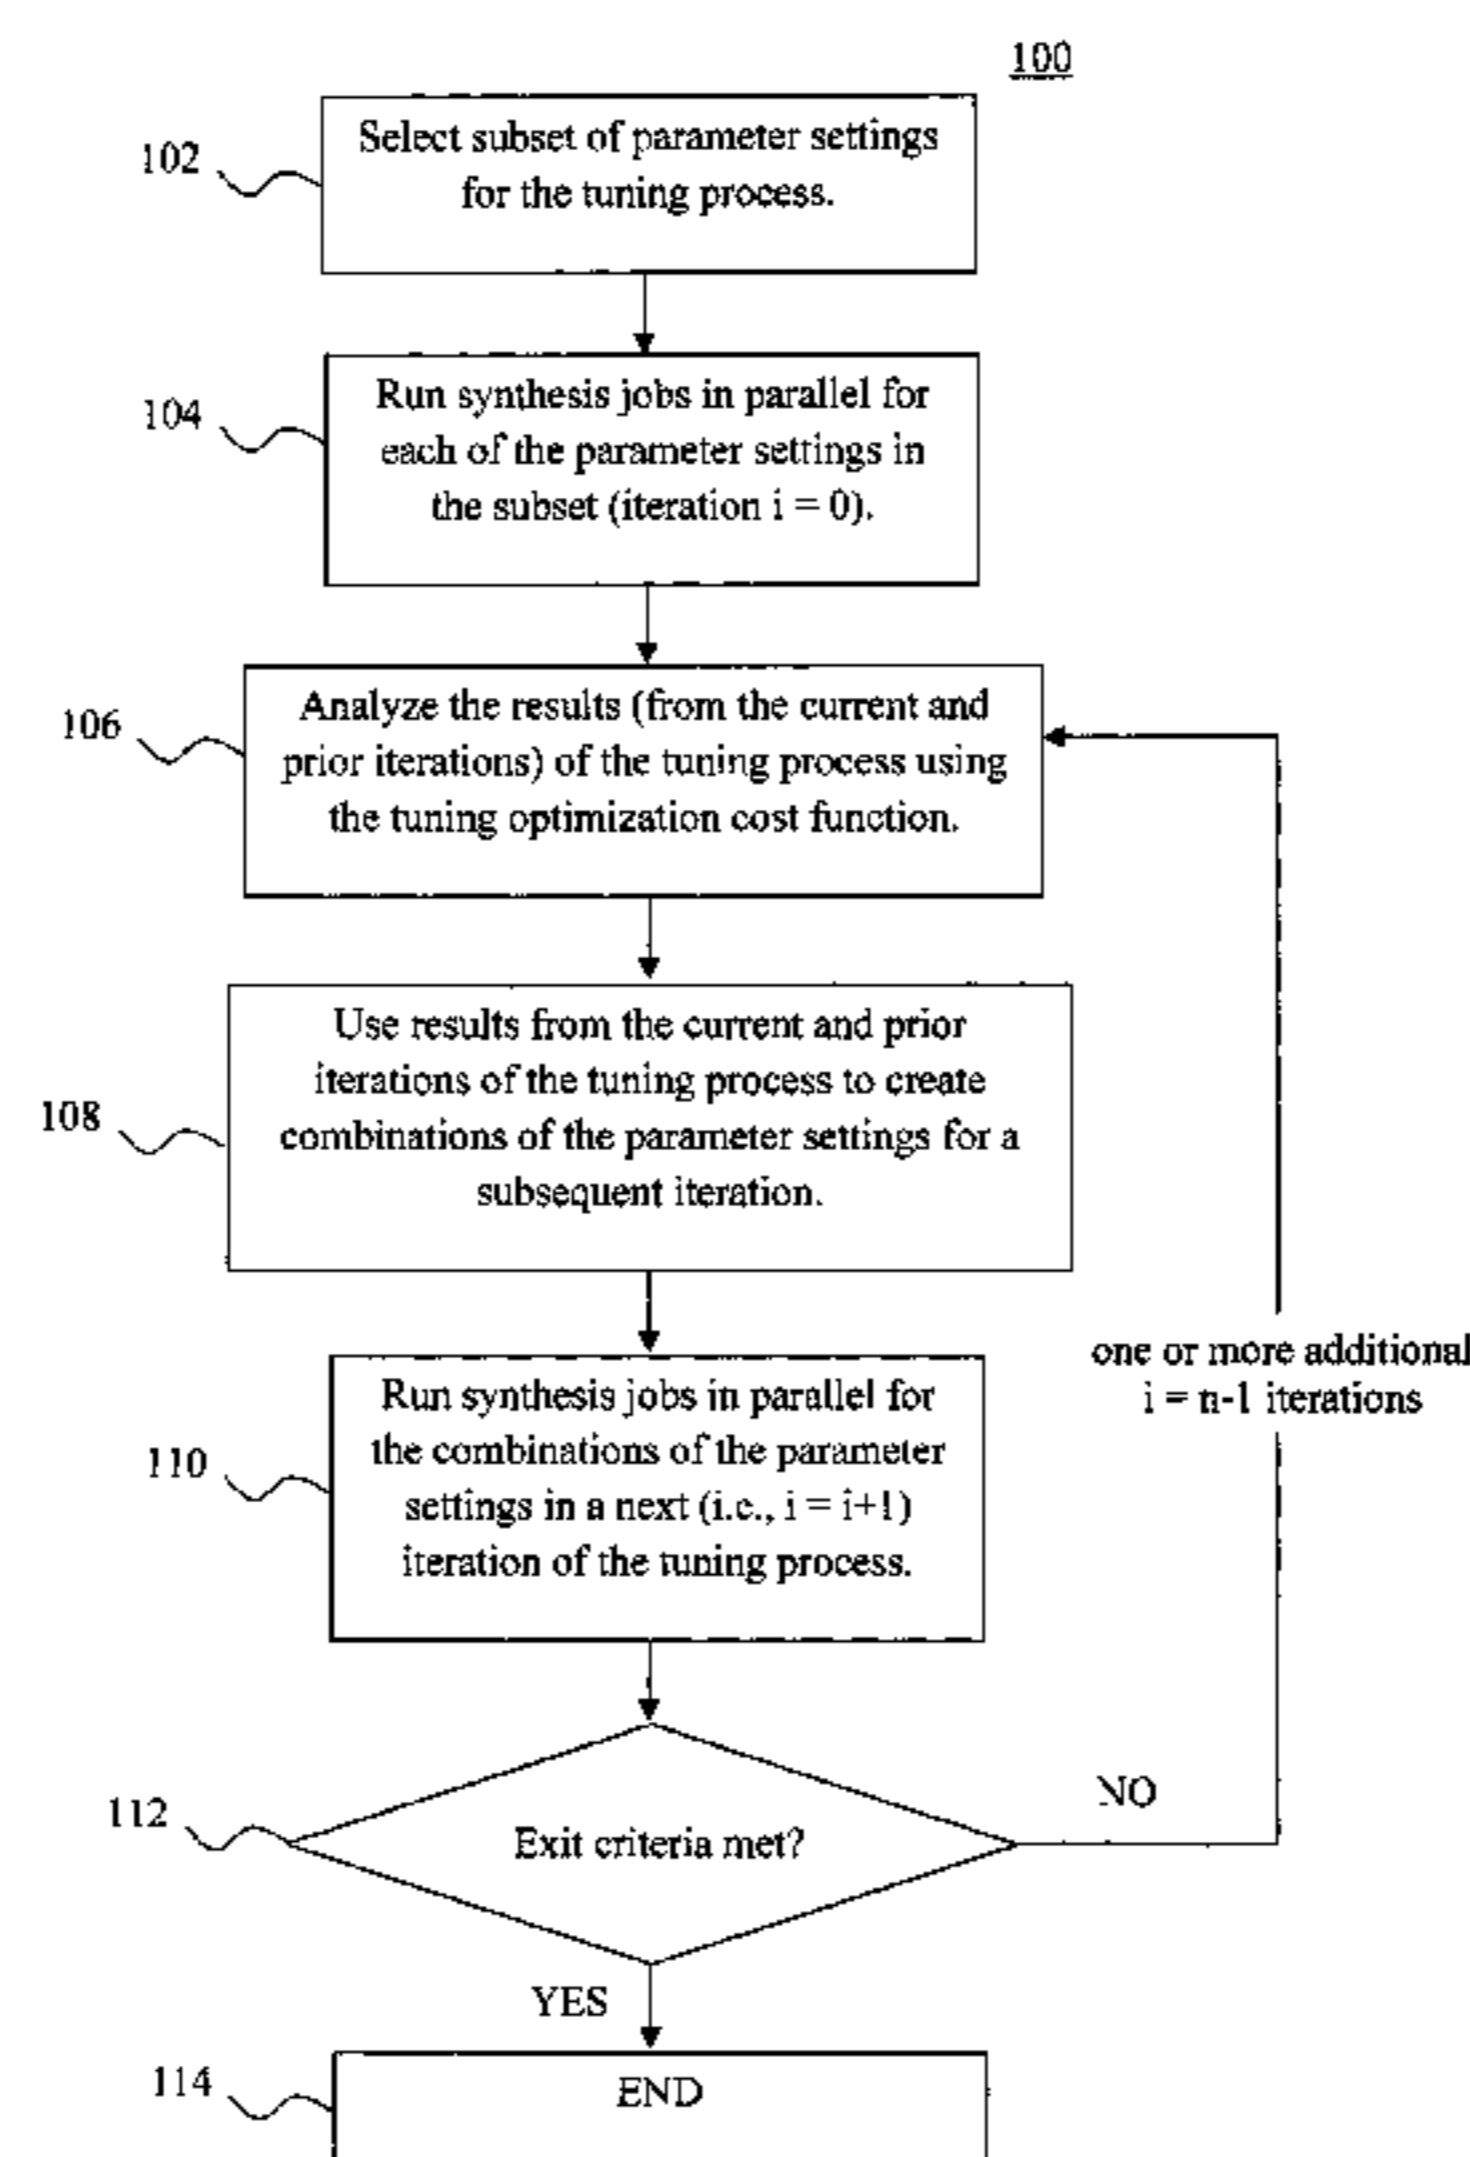 100
102
Select subset of parameter settings
for the tuning process.
104
Run synthesis jobs in parallel for
each of the parameter settings in
the subset (iteration i = 0).
106
Analyze the results (from the current and
prior iterations) of the tuning process using
the tuning optimization cost function.
108
Use results from the current and prior
iterations of the tuning process to create
combinations of the parameter settings for a
subsequent iteration.
one or more additional
i = n-1 iterations
110
Run synthesis jobs in parallel for
the combinations of the parameter
settings in a next (i.e., i = i+1)
iteration of the tuning process.
112
Exit criteria met?
NO
YES
114
END